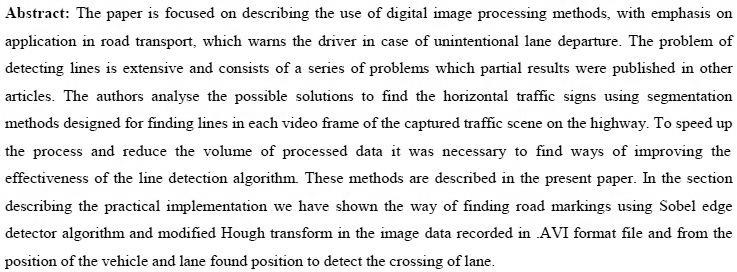 Abstract: The paper is focused on describing the use of digital image processing methods, with emphasis on
application in road transport, which warns the driver in case of unintentional lane departure. The problem of
detecting lines is extensive and consists of a series of problems which partial results were published in other
articles. The authors analyse the possible solutions to find the horizontal traffic signs using segmentation
methods designed for finding lines in each video frame of the captured traffic scene on the highway. To speed up
the process and reduce the volume of processed data it was necessary to find ways of improving the
effectiveness of the line detection algorithm. These methods are described in the present paper. In the section
describing the practical implementation we have shown the way of finding road markings using Sobel edge
detector algorithm and modified Hough transform in the image data recorded in .AVI format file and from the
position of the vehicle and lane found position to detect the crossing of lane.